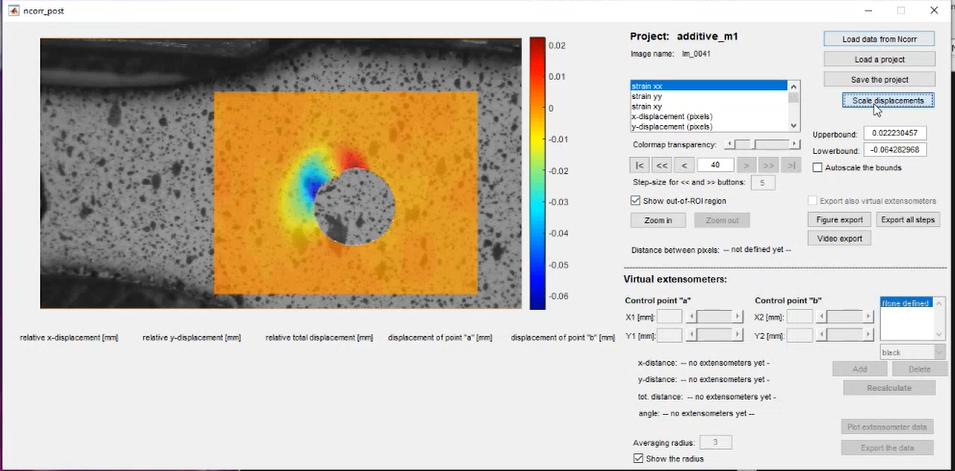 ncorr_post
Project: additive_m1
Image name: Im_0041
Load data from Ncorr
Load a project
Save the project
Scale displacements
strain xx
strain yy
strain xy
x-displacement (pixels)
y-displacement (pixels)
Upperbound: 0.022230457
Lowerbound: -0.064282968
Autoscale the bounds
Colormap transparency:
|< << < 40 > >> >|
Step-size for << and >> buttons: 5
Show out-of-ROI region
Export also virtual extensometers
Zoom in Zoom out
Figure export Export all steps
Video export
Distance between pixels: -- not defined yet --
0.02
0.01
0
-0.01
-0.02
-0.03
-0.04
-0.05
-0.06
relative x-displacement [mm] relative y-displacement [mm] relative total displacement [mm] displacement of point "a" [mm] displacement of point "b" [mm]
Virtual extensometers:
Control point "a" Control point "b"
X1 [mm] X2 [mm]
Y1 [mm] Y2 [mm]
None defined
black
Add Delete
Recalculate
x-distance: -- no extensometers yet -
y-distance: -- no extensometers yet -
tot. distance: -- no extensometers yet -
angle: -- no extensometers yet --
Plot extensometer data
Export the data
Averaging radius: 3
Show the radius